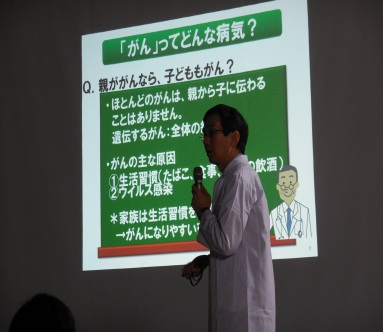 「がん」ってどんな病気？
Q. 親ががんなら、子どももがん？
・ほとんどのがんは、親から子に伝わる
ことはありません。
遺伝するがん：全体の
・がんの主な原因
①生活習慣（たばこ、 の飲酒）
②ウイルス感染
＊家族は生活習慣を
→がんになりやすい